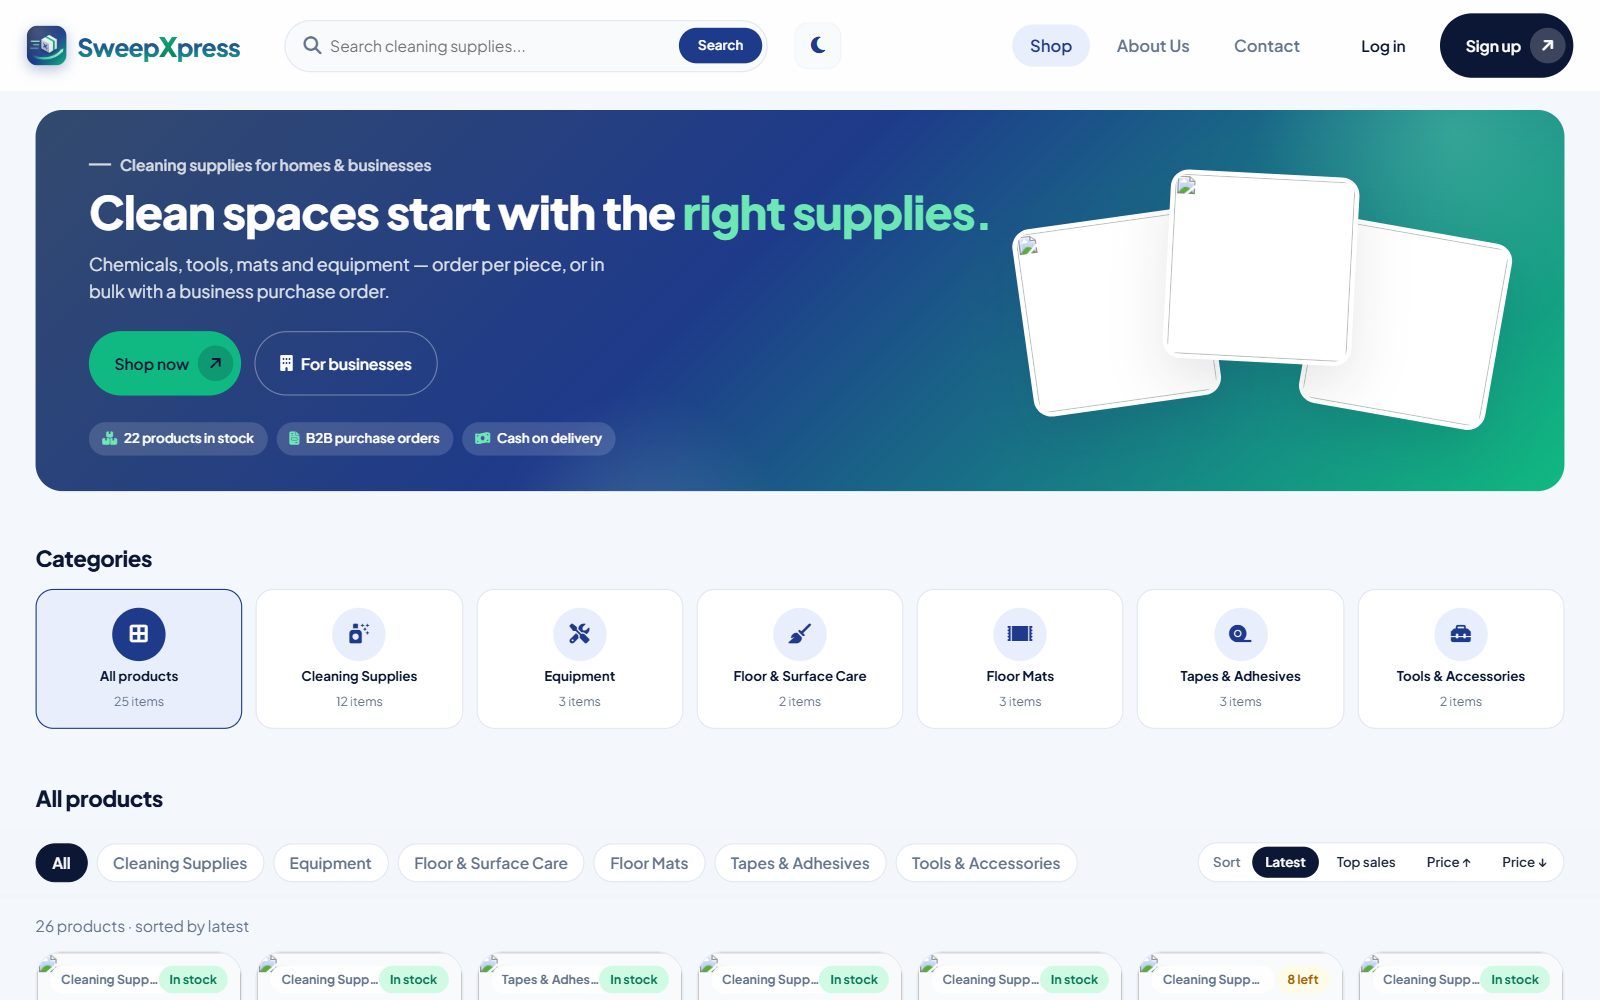 SweepXpress
Search cleaning supplies...
Search
Shop
About Us
Contact
Log in
Sign up
Cleaning supplies for homes & businesses
Clean spaces start with the right supplies.
Chemicals, tools, mats and equipment — order per piece, or in
bulk with a business purchase order.
Shop now
For businesses
22 products in stock
B2B purchase orders
Cash on delivery
Categories
All products
25 items
Cleaning Supplies
12 items
Equipment
3 items
Floor & Surface Care
2 items
Floor Mats
3 items
Tapes & Adhesives
3 items
Tools & Accessories
2 items
All products
All
Cleaning Supplies
Equipment
Floor & Surface Care
Floor Mats
Tapes & Adhesives
Tools & Accessories
Sort
Latest
Top sales
Price ↑
Price ↓
26 products · sorted by latest
Cleaning Supp...
In stock
Cleaning Supp...
In stock
Tapes & Adhes...
In stock
Cleaning Supp...
In stock
Cleaning Supp...
In stock
Cleaning Supp...
8 left
Cleaning Supp...
In stock